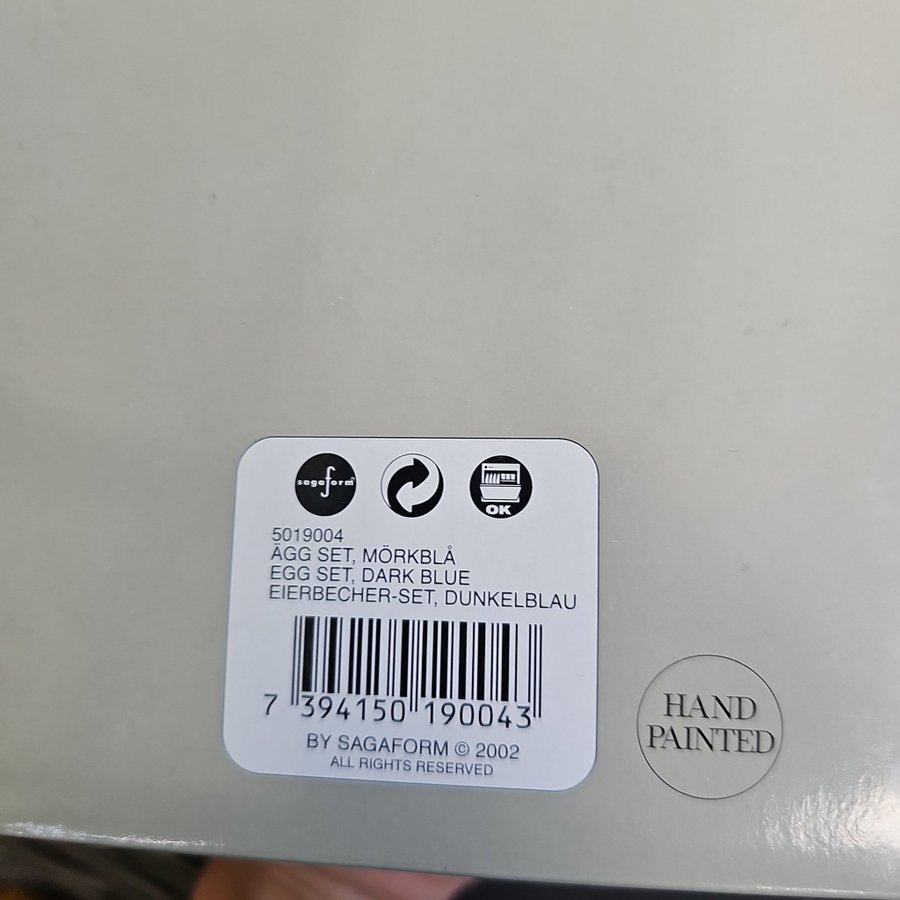 sagaform
OK
5019004
ÄGG SET, MÖRKBLÅ
EGG SET, DARK BLUE
EIERBECHER-SET, DUNKELBLAU
7 394150 190043
BY SAGAFORM © 2002
ALL RIGHTS RESERVED
HAND
PAINTED